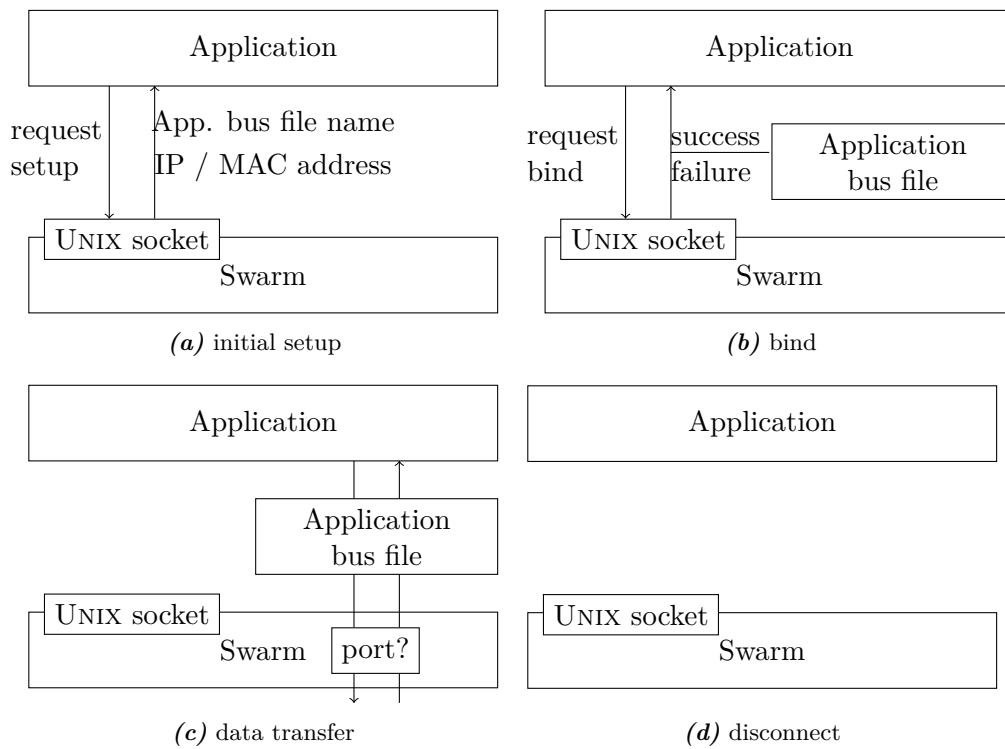 Application
request
setup
App. bus file name
IP / MAC address
UNIX socket
Swarm
(a) initial setup
Application
request
bind
success
failure
Application
bus file
UNIX socket
Swarm
(b) bind
Application
Application
bus file
UNIX socket
Swarm
port?
(c) data transfer
Application
UNIX socket
Swarm
(d) disconnect